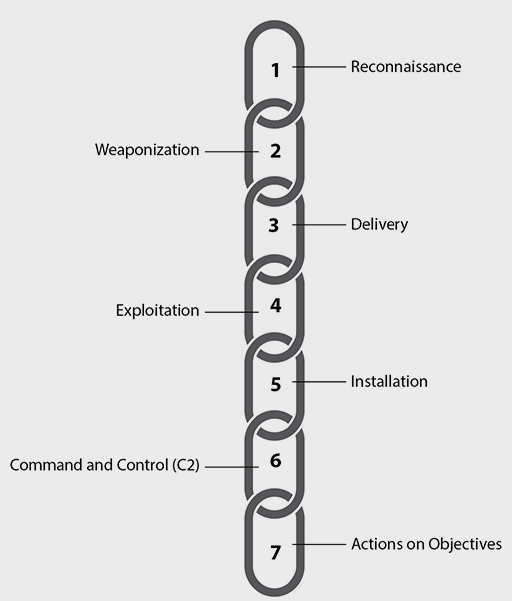 1
Reconnaissance
Weaponization
2
3
Delivery
Exploitation
4
5
Installation
Command and Control (C2)
6
7
Actions on Objectives